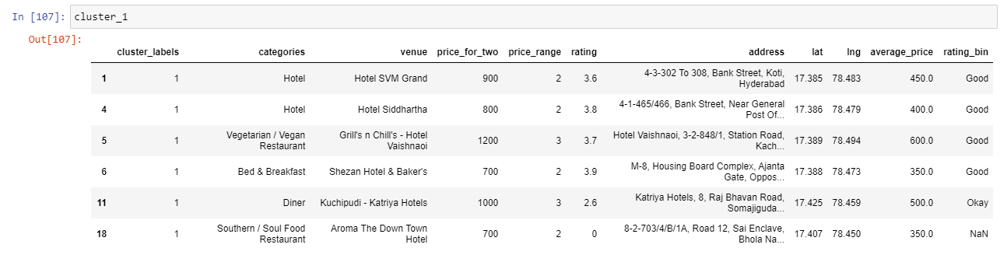 In [107]: cluster_1
Out[107]:
cluster_labels categories venue price_for_two price_range rating address lat lng average_price rating_bin
1 1 Hotel Hotel SVM Grand 900 2 3.6 4-3-302 To 308, Bank Street, Koti, Hyderabad 17.385 78.483 450.0 Good
4 1 Hotel Hotel Siddhartha 800 2 3.8 4-1-465/466, Bank Street, Near General Post Of... 17.386 78.479 400.0 Good
5 1 Vegetarian / Vegan Restaurant Grill's n Chill's - Hotel Vaishnaoi 1200 3 3.7 Hotel Vaishnaoi, 3-2-848/1, Station Road, Kach... 17.389 78.494 600.0 Good
6 1 Bed & Breakfast Shezan Hotel & Baker's 700 2 3.9 M-8, Housing Board Complex, Ajanta Gate, Oppos... 17.388 78.473 350.0 Good
11 1 Diner Kuchipudi - Katriya Hotels 1000 3 2.6 Katriya Hotels, 8, Raj Bhavan Road, Somajiguda... 17.425 78.459 500.0 Okay
18 1 Southern / Soul Food Restaurant Aroma The Down Town Hotel 700 2 0 8-2-703/4/B/1A, Road 12, Sai Enclave, Bhola Na... 17.407 78.450 350.0 NaN